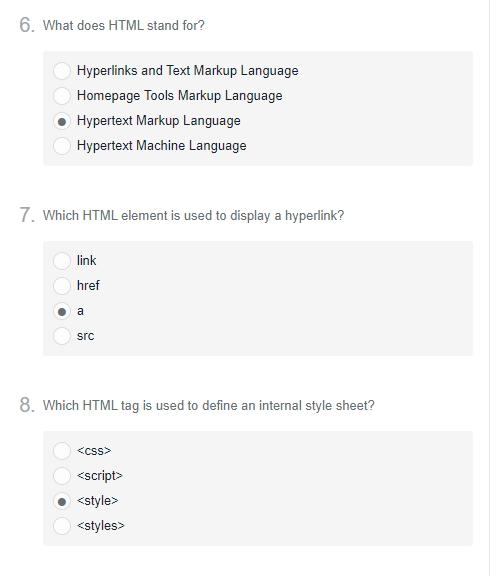 6. What does HTML stand for?
Hyperlinks and Text Markup Language
Homepage Tools Markup Language
Hypertext Markup Language
Hypertext Machine Language
7. Which HTML element is used to display a hyperlink?
link
href
a
src
8. Which HTML tag is used to define an internal style sheet?
<css>
<script>
<style>
<styles>